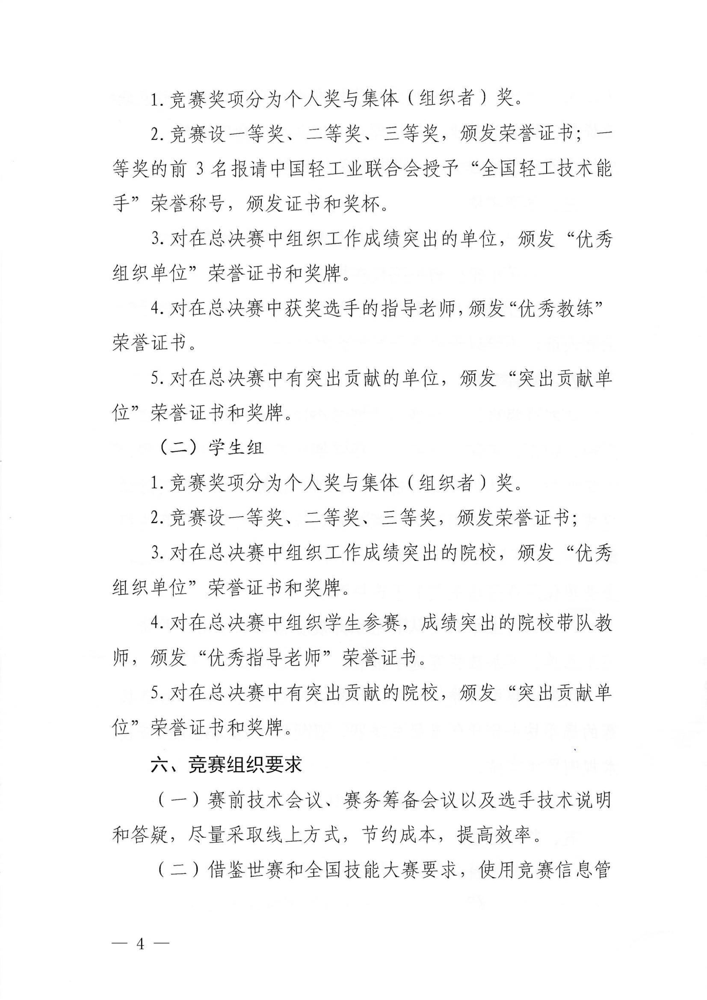 1.竞赛奖项分为个人奖与集体（组织者）奖。
2.竞赛设一等奖、二等奖、三等奖，颁发荣誉证书；一
等奖的前 3 名报请中国轻工业联合会授予“全国轻工技术能
手”荣誉称号，颁发证书和奖杯。
3.对在总决赛中组织工作成绩突出的单位，颁发“优秀
组织单位”荣誉证书和奖牌。
4.对在总决赛中获奖选手的指导老师，颁发“优秀教练”
荣誉证书。
5.对在总决赛中有突出贡献的单位，颁发“突出贡献单
位”荣誉证书和奖牌。
（二）学生组
1.竞赛奖项分为个人奖与集体（组织者）奖。
2.竞赛设一等奖、二等奖、三等奖，颁发荣誉证书；
3.对在总决赛中组织工作成绩突出的院校，颁发“优秀
组织单位”荣誉证书和奖牌。
4.对在总决赛中组织学生参赛，成绩突出的院校带队教
师，颁发“优秀指导老师”荣誉证书。
5.对在总决赛中有突出贡献的院校，颁发“突出贡献单
位”荣誉证书和奖牌。
六、竞赛组织要求
（一）赛前技术会议、赛务筹备会议以及选手技术说明
和答疑，尽量采取线上方式，节约成本，提高效率。
（二）借鉴世赛和全国技能大赛要求，使用竞赛信息管
— 4 —